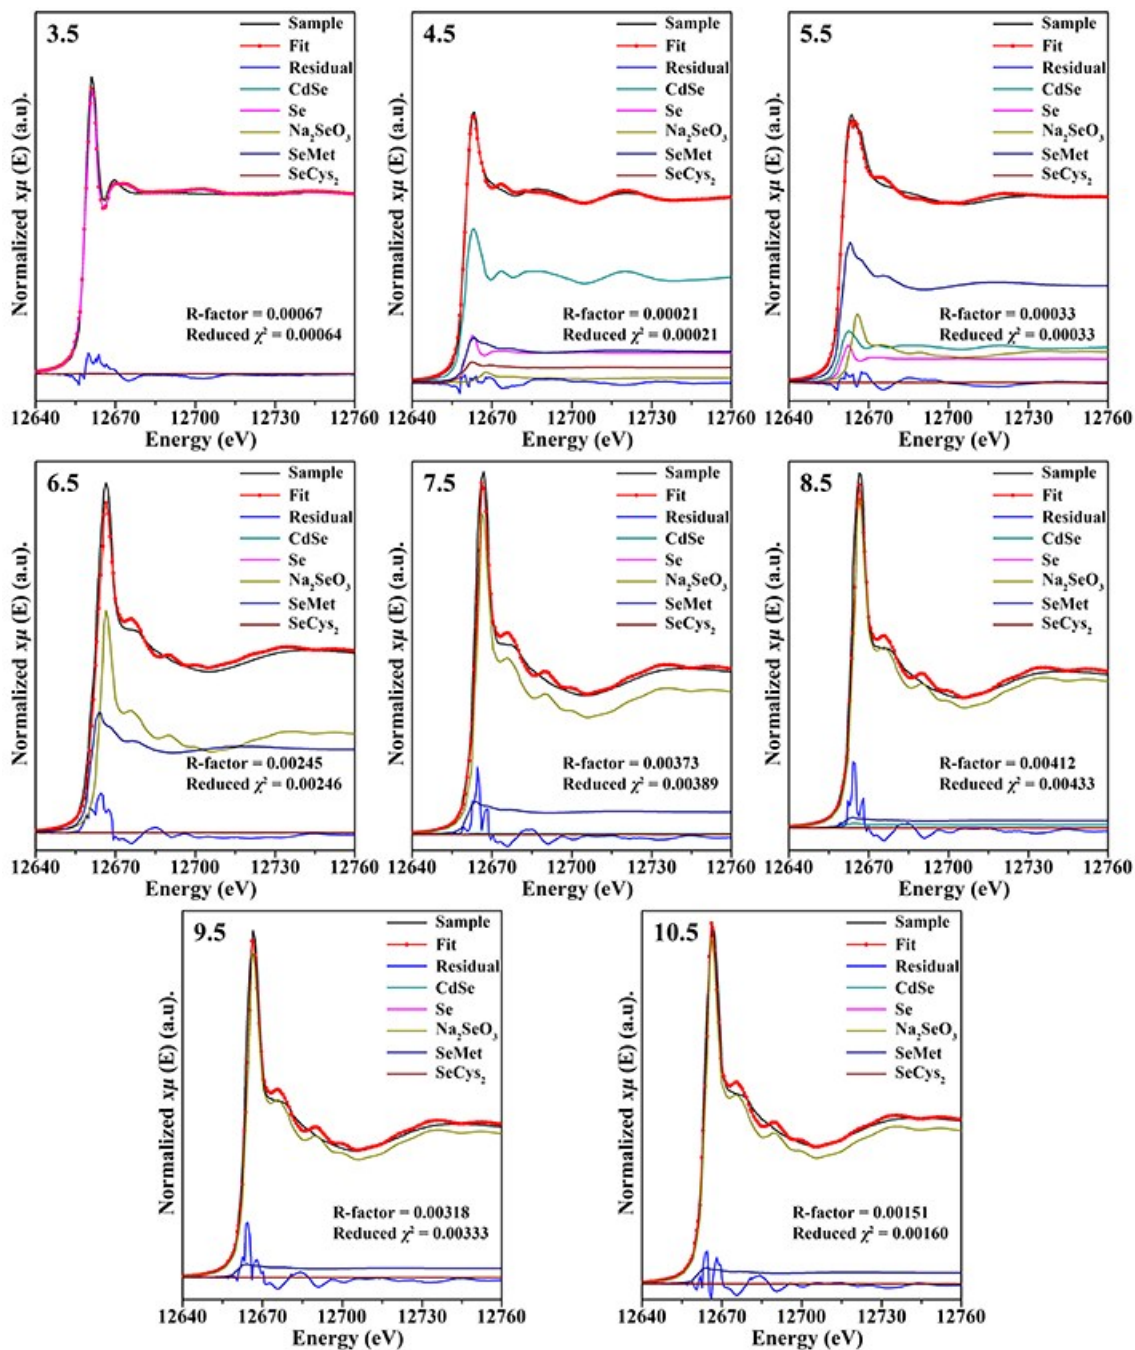 3.5
Sample
Fit
Residual
CdSe
Se
Na₂SeO₃
SeMet
SeCys₂
R-factor = 0.00067
Reduced χ² = 0.00064
Normalized xμ (E) (a.u.)
12640 12670 12700 12730 12760
Energy (eV)
4.5
Sample
Fit
Residual
CdSe
Se
Na₂SeO₃
SeMet
SeCys₂
R-factor = 0.00021
Reduced χ² = 0.00021
Normalized xμ (E) (a.u.)
12640 12670 12700 12730 12760
Energy (eV)
5.5
Sample
Fit
Residual
CdSe
Se
Na₂SeO₃
SeMet
SeCys₂
R-factor = 0.00033
Reduced χ² = 0.00033
Normalized xμ (E) (a.u.)
12640 12670 12700 12730 12760
Energy (eV)
6.5
Sample
Fit
Residual
CdSe
Se
Na₂SeO₃
SeMet
SeCys₂
R-factor = 0.00245
Reduced χ² = 0.00246
Normalized xμ (E) (a.u.)
12640 12670 12700 12730 12760
Energy (eV)
7.5
Sample
Fit
Residual
CdSe
Se
Na₂SeO₃
SeMet
SeCys₂
R-factor = 0.00373
Reduced χ² = 0.00389
Normalized xμ (E) (a.u.)
12640 12670 12700 12730 12760
Energy (eV)
8.5
Sample
Fit
Residual
CdSe
Se
Na₂SeO₃
SeMet
SeCys₂
R-factor = 0.00412
Reduced χ² = 0.00433
Normalized xμ (E) (a.u.)
12640 12670 12700 12730 12760
Energy (eV)
9.5
Sample
Fit
Residual
CdSe
Se
Na₂SeO₃
SeMet
SeCys₂
R-factor = 0.00318
Reduced χ² = 0.00333
Normalized xμ (E) (a.u.)
12640 12670 12700 12730 12760
Energy (eV)
10.5
Sample
Fit
Residual
CdSe
Se
Na₂SeO₃
SeMet
SeCys₂
R-factor = 0.00151
Reduced χ² = 0.00160
Normalized xμ (E) (a.u.)
12640 12670 12700 12730 12760
Energy (eV)